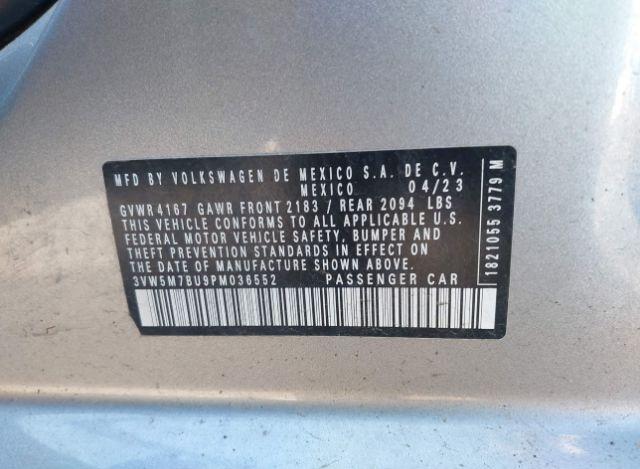 MFD BY VOLKSWAGEN DE MEXICO S.A. DE C.V.
MEXICO 04/23
GVWR 4167 GAWR FRONT 2183 / REAR 2094 LBS
THIS VEHICLE CONFORMS TO ALL APPLICABLE U.S.
FEDERAL MOTOR VEHICLE SAFETY, BUMPER AND
THEFT PREVENTION STANDARDS IN EFFECT ON
THE DATE OF MANUFACTURE SHOWN ABOVE.
3VW5M7BU9PM036552 PASSENGER CAR
1821055 3779 M